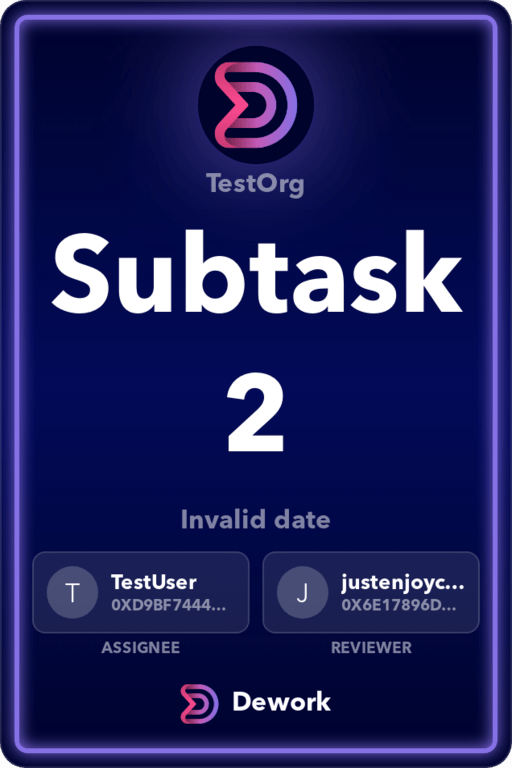 TestOrg
Subtask
2
Invalid date
T TestUser
0XD9BF7444...
J justenjoyc...
0X6E17896D...
ASSIGNEE
REVIEWER
Dework